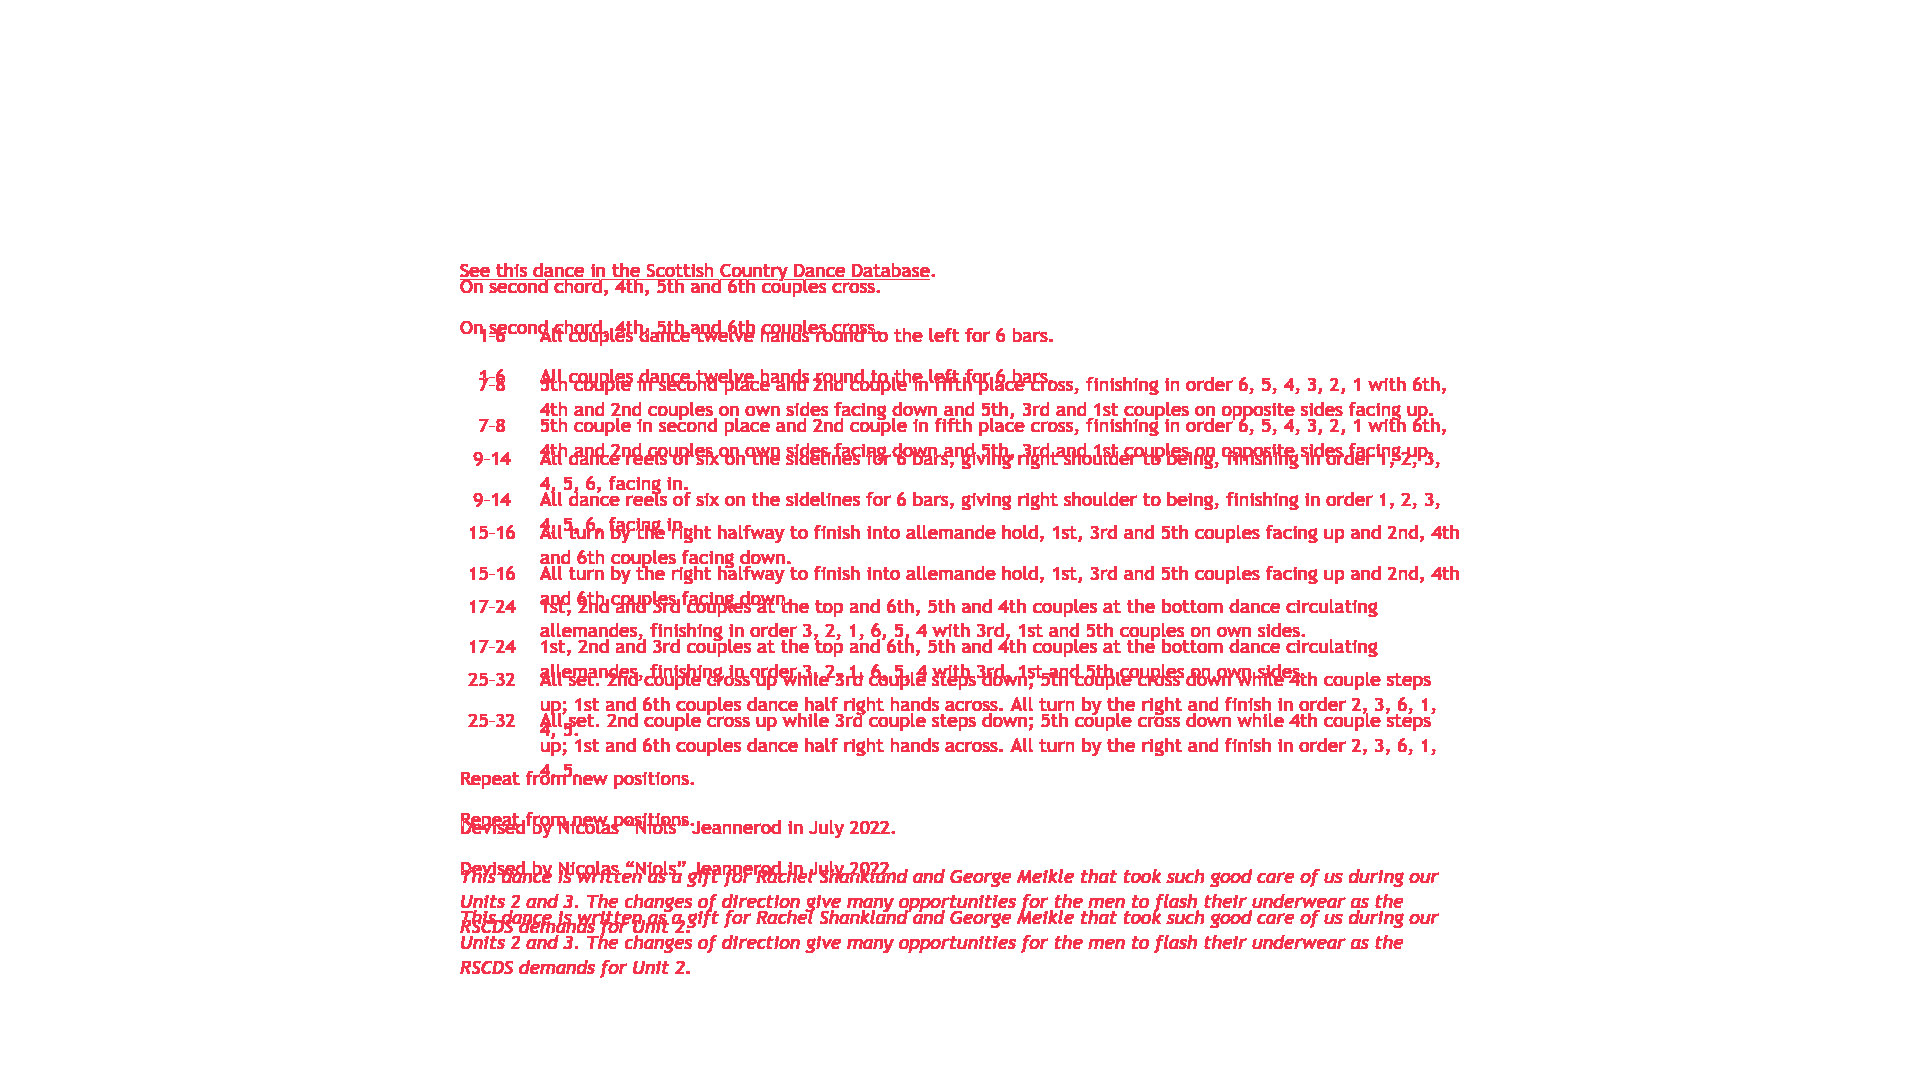 See this dance in the Scottish Country Dance Database.
On second chord, 4th, 5th and 6th couples cross.
On second chord, 4th, 5th and 6th couples cross.
1–6 All couples dance twelve hands round to the left for 6 bars.
1–6 All couples dance twelve hands round to the left for 6 bars.
7–8 5th couple in second place and 2nd couple in fifth place cross, finishing in order 6, 5, 4, 3, 2, 1 with 6th,
4th and 2nd couples on own sides facing down and 5th, 3rd and 1st couples on opposite sides facing up.
7–8 5th couple in second place and 2nd couple in fifth place cross, finishing in order 6, 5, 4, 3, 2, 1 with 6th,
4th and 2nd couples on own sides facing down and 5th, 3rd and 1st couples on opposite sides facing up.
9–14 All dance reels of six on the sidelines for 6 bars, giving right shoulder to being, finishing in order 1, 2, 3,
4, 5, 6, facing in.
9–14 All dance reels of six on the sidelines for 6 bars, giving right shoulder to being, finishing in order 1, 2, 3,
4, 5, 6, facing in.
15–16 All turn by the right halfway to finish into allemande hold, 1st, 3rd and 5th couples facing up and 2nd, 4th
and 6th couples facing down.
15–16 All turn by the right halfway to finish into allemande hold, 1st, 3rd and 5th couples facing up and 2nd, 4th
and 6th couples facing down.
17–24 1st, 2nd and 3rd couples at the top and 6th, 5th and 4th couples at the bottom dance circulating
allemandes, finishing in order 3, 2, 1, 6, 5, 4 with 3rd, 1st and 5th couples on own sides.
17–24 1st, 2nd and 3rd couples at the top and 6th, 5th and 4th couples at the bottom dance circulating
allemandes, finishing in order 3, 2, 1, 6, 5, 4 with 3rd, 1st and 5th couples on own sides.
25–32 All set. 2nd couple cross up while 3rd couple steps down; 5th couple cross down while 4th couple steps
up; 1st and 6th couples dance half right hands across. All turn by the right and finish in order 2, 3, 6, 1,
4, 5.
25–32 All set. 2nd couple cross up while 3rd couple steps down; 5th couple cross down while 4th couple steps
up; 1st and 6th couples dance half right hands across. All turn by the right and finish in order 2, 3, 6, 1,
4, 5.
Repeat from new positions.
Repeat from new positions.
Devised by Nicolas “Niols” Jeannerod in July 2022.
Devised by Nicolas “Niols” Jeannerod in July 2022.
This dance is written as a gift for Rachel Shankland and George Meikle that took such good care of us during our
Units 2 and 3. The changes of direction give many opportunities for the men to flash their underwear as the
RSCDS demands for Unit 2.
This dance is written as a gift for Rachel Shankland and George Meikle that took such good care of us during our
Units 2 and 3. The changes of direction give many opportunities for the men to flash their underwear as the
RSCDS demands for Unit 2.